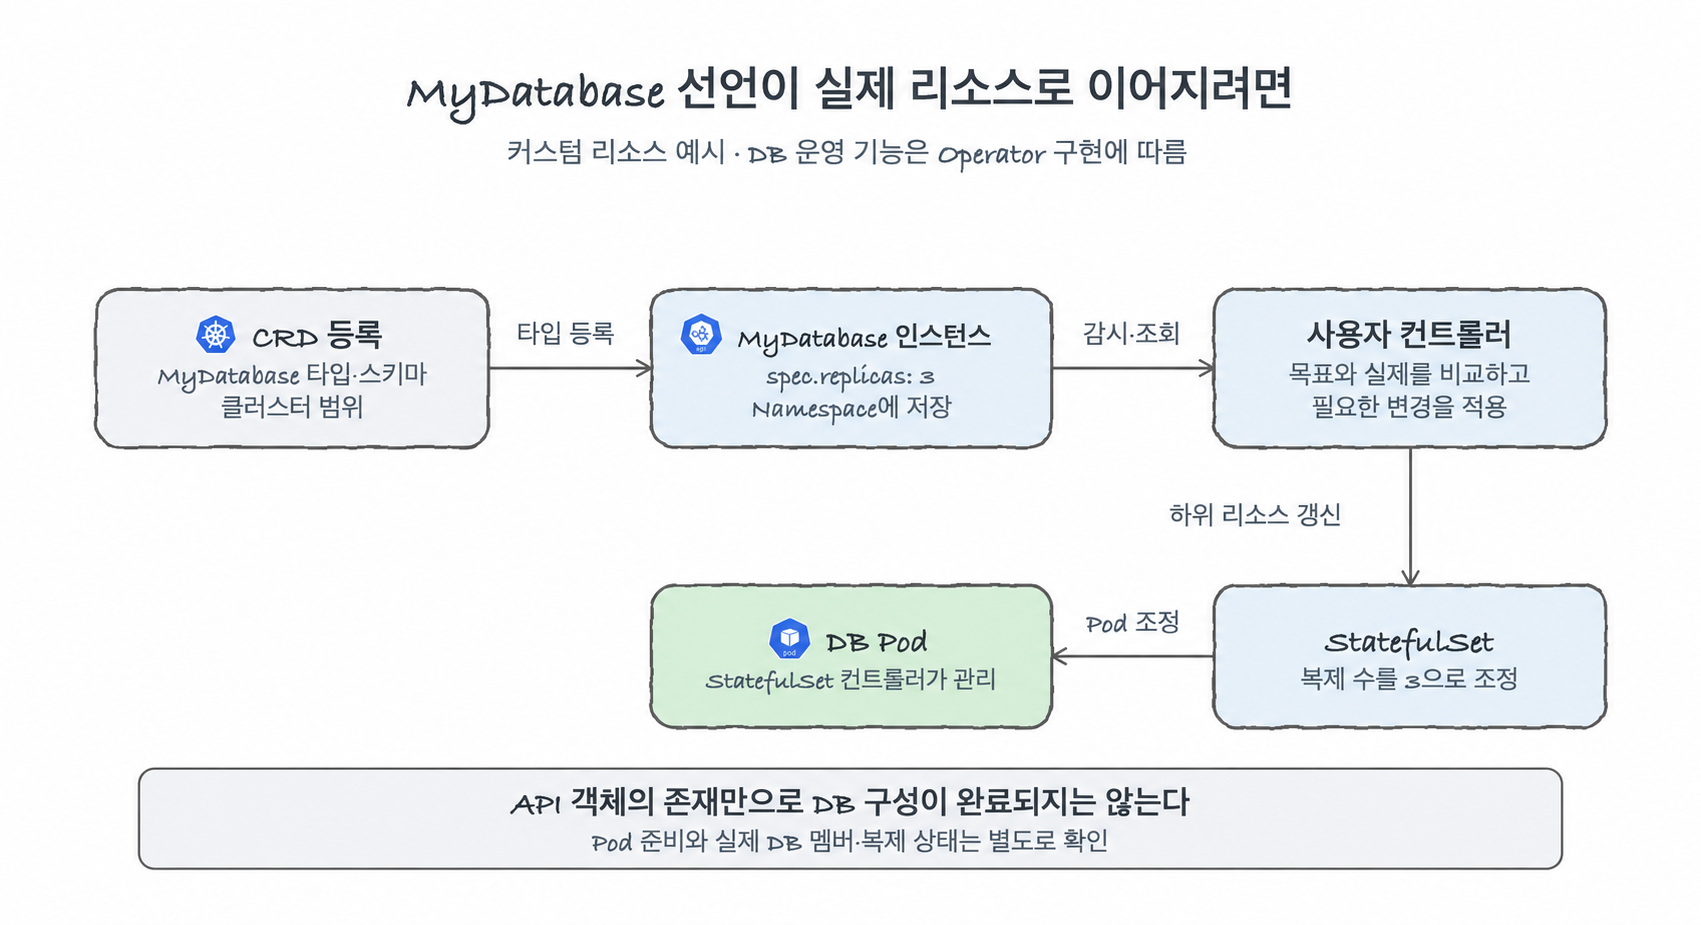 MyDatabase 선언이 실제 리소스로 이어지려면
커스텀 리소스 예시 · DB 운영 기능은 Operator 구현에 따름
CRD 등록
MyDatabase 타입·스키마
클러스터 범위
타입 등록
MyDatabase 인스턴스
spec.replicas: 3
Namespace에 저장
감시·조회
사용자 컨트롤러
목표와 실제를 비교하고
필요한 변경을 적용
하위 리소스 갱신
StatefulSet
복제 수를 3으로 조정
Pod 조정
pod
DB Pod
StatefulSet 컨트롤러가 관리
API 객체의 존재만으로 DB 구성이 완료되지는 않는다
Pod 준비와 실제 DB 멤버·복제 상태는 별도로 확인